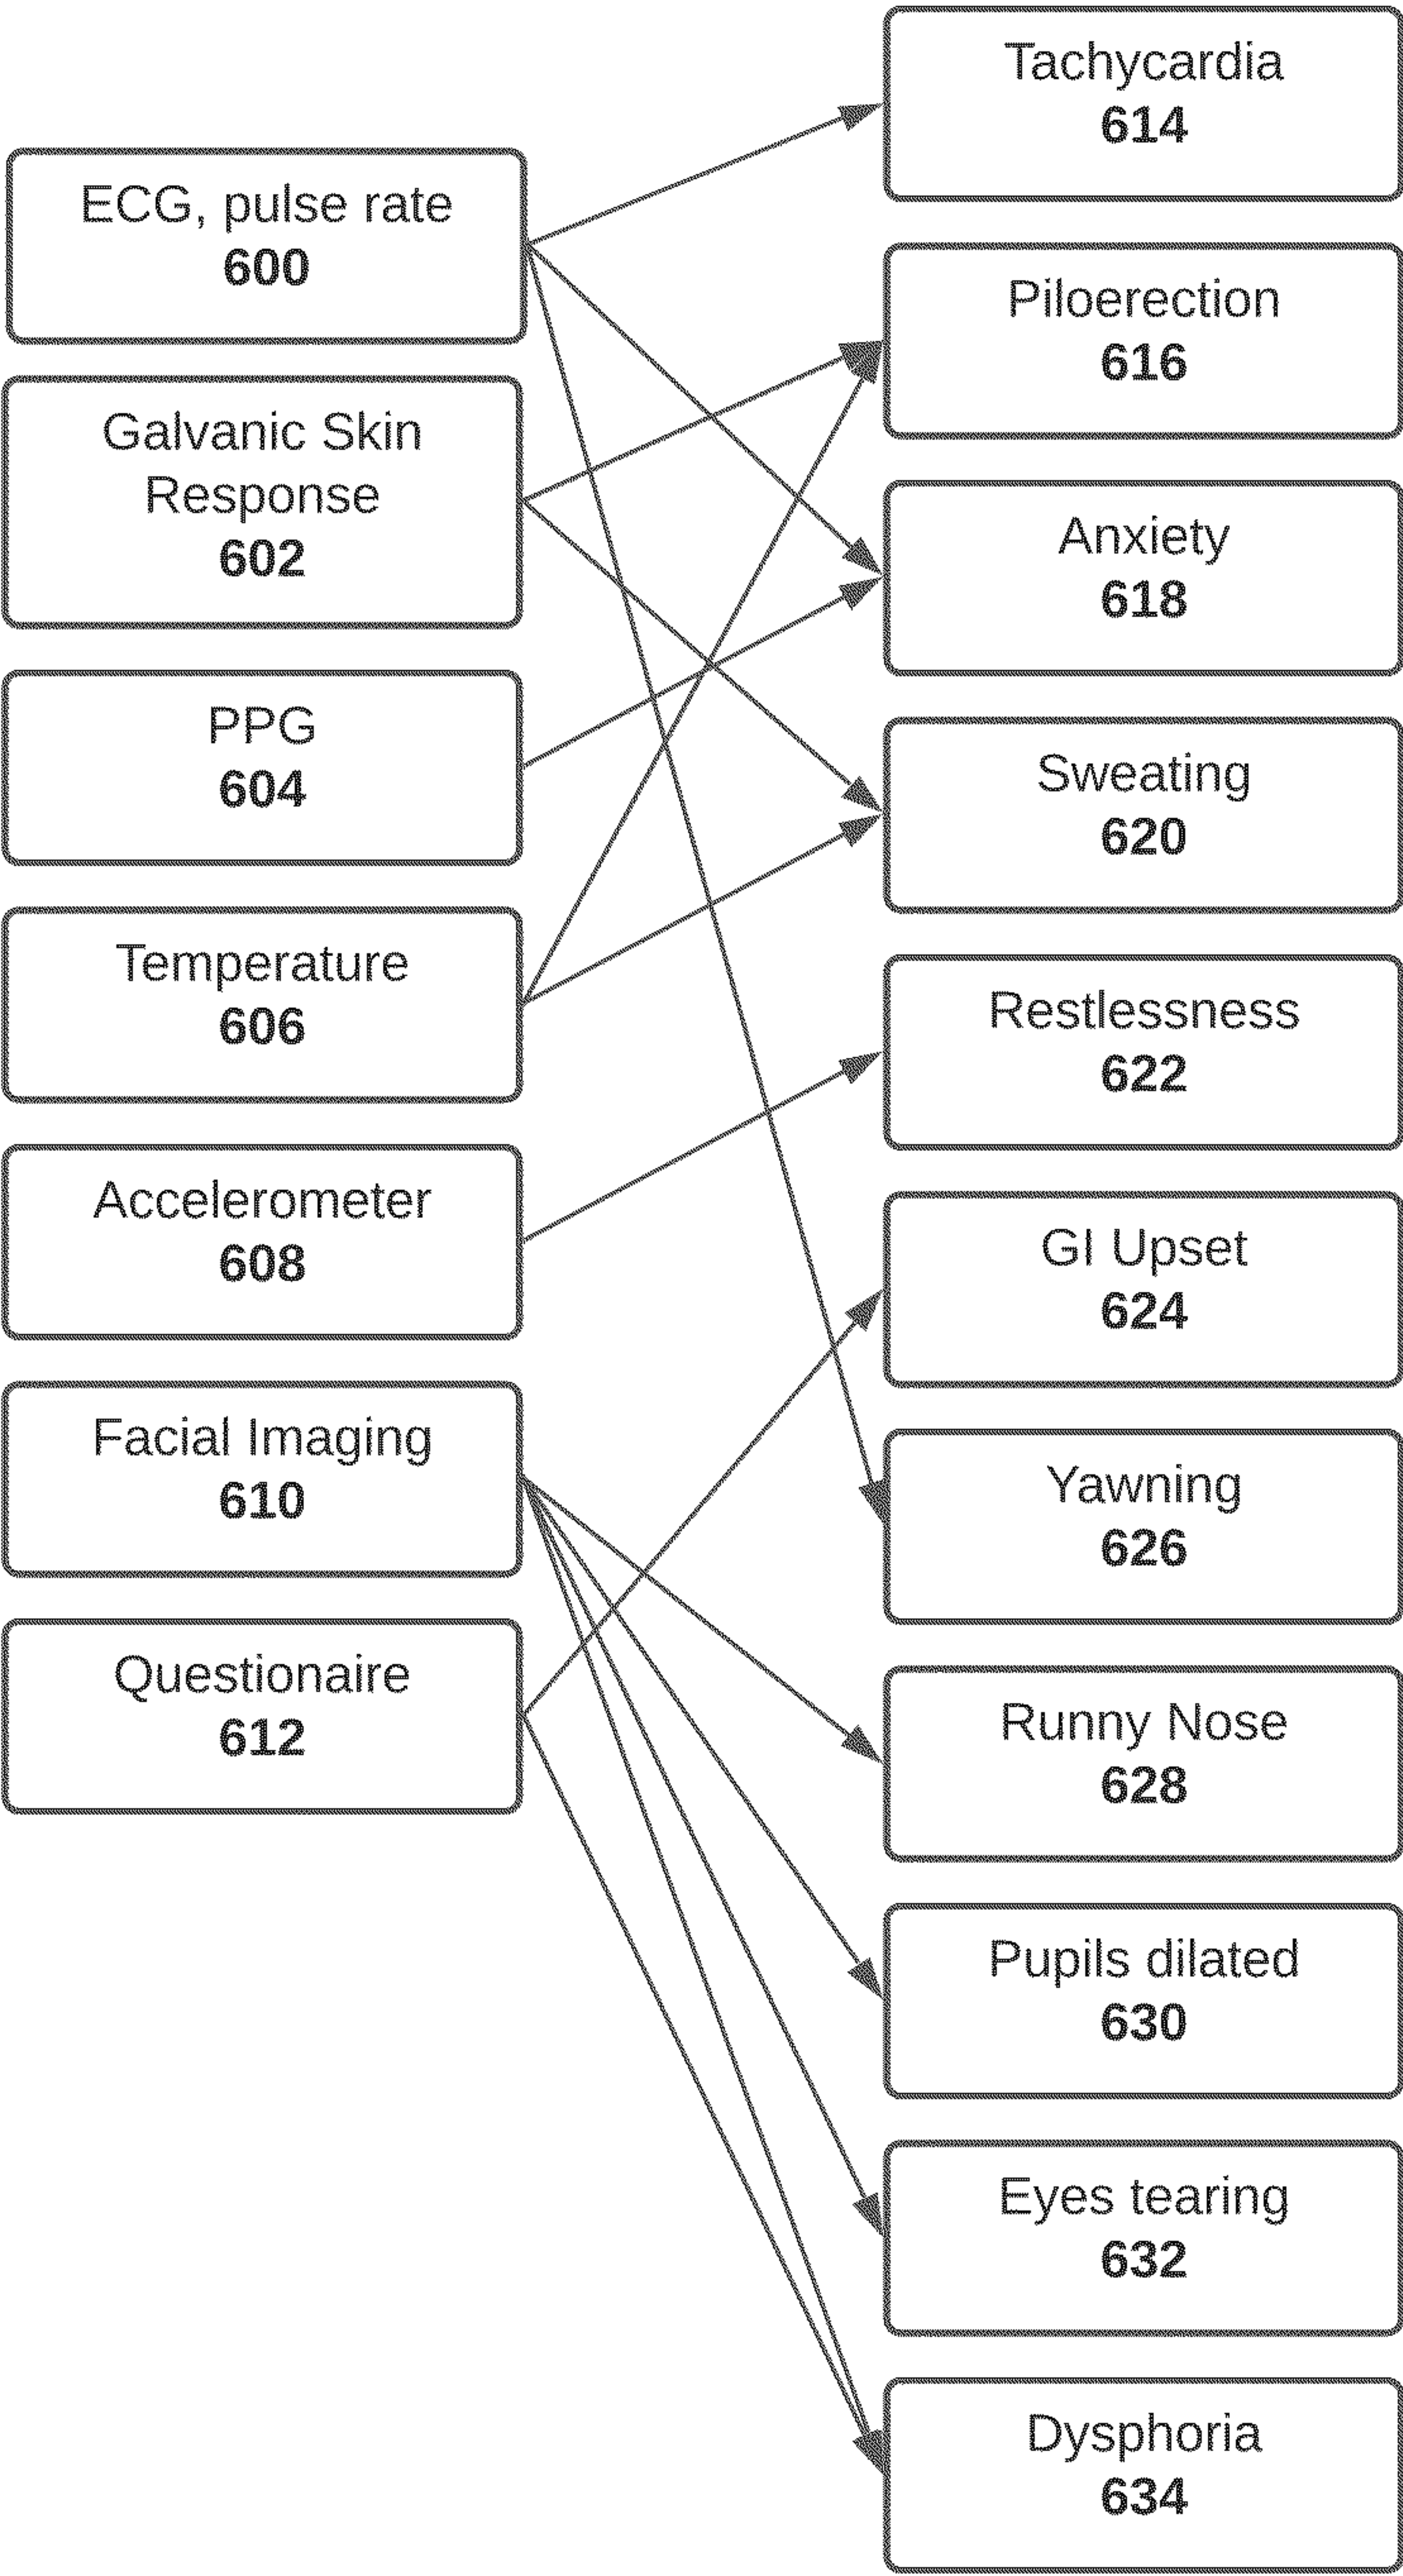 ECG, pulse rate
600
Galvanic Skin
Response
602
PPG
604
Temperature
606
Accelerometer
608
Facial Imaging
610
Questionaire
612
Tachycardia
614
Piloerection
616
Anxiety
618
Sweating
620
Restlessness
622
GI Upset
624
Yawning
626
Runny Nose
628
Pupils dilated
630
Eyes tearing
632
Dysphoria
634